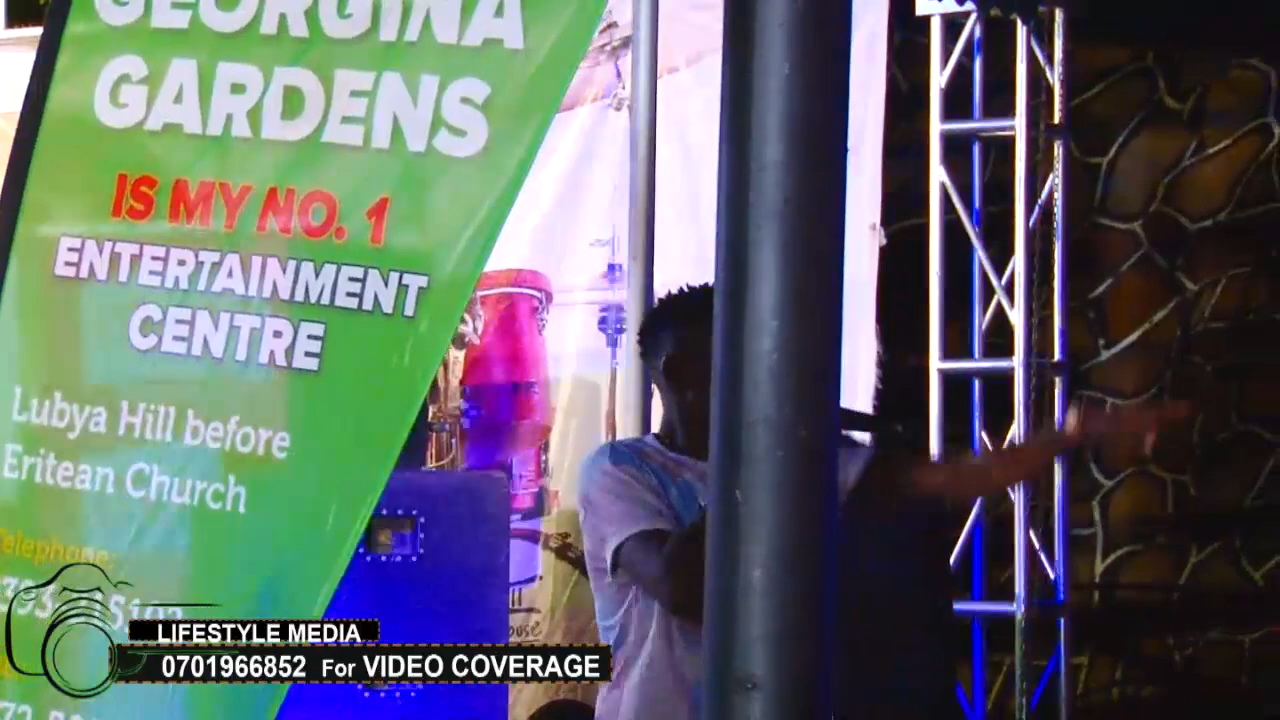 GEORGINA
GARDENS
IS MY NO. 1
ENTERTAINMENT
CENTRE
Lubya Hill before
Eritean Church
Telephone:
LIFESTYLE MEDIA
0701966852 For VIDEO COVERAGE